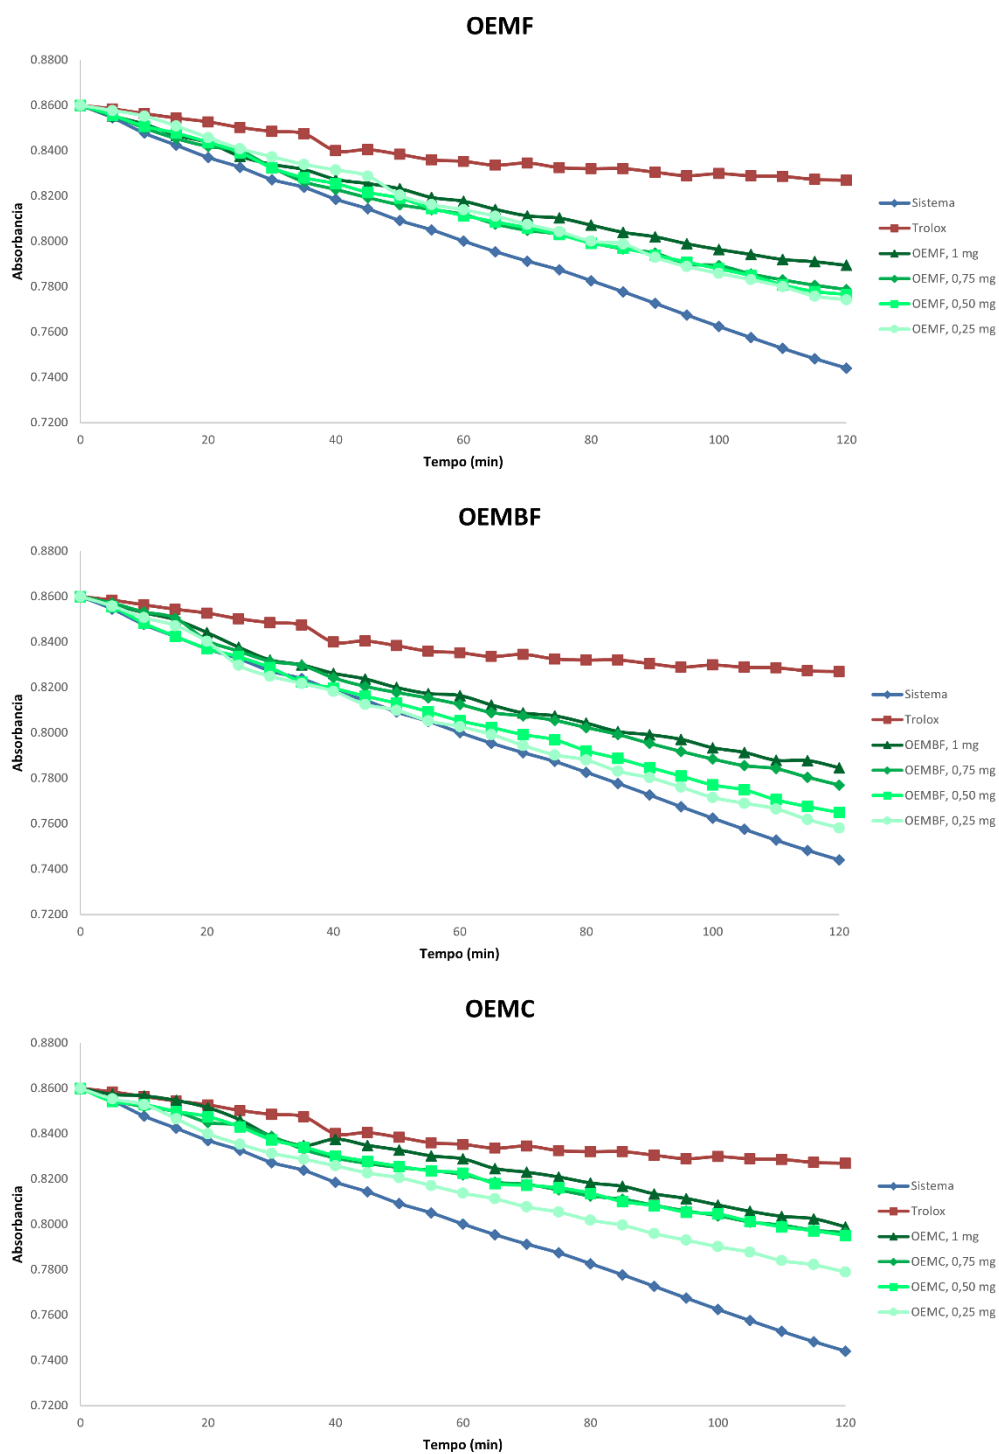 OEMF
0.8800
0.8600
0.8400
0.8200
0.8000
0.7800
0.7600
0.7400
0.7200
Absorbancia
0 20 40 60 80 100 120
Tempo (min)
Sistema
Trolox
OEMF, 1 mg
OEMF, 0,75 mg
OEMF, 0,50 mg
OEMF, 0,25 mg
OEMBF
0.8800
0.8600
0.8400
0.8200
0.8000
0.7800
0.7600
0.7400
0.7200
Absorbancia
0 20 40 60 80 100 120
Tempo (min)
Sistema
Trolox
OEMBF, 1 mg
OEMBF, 0,75 mg
OEMBF, 0,50 mg
OEMBF, 0,25 mg
OEMC
0.8800
0.8600
0.8400
0.8200
0.8000
0.7800
0.7600
0.7400
0.7200
Absorbancia
0 20 40 60 80 100 120
Tempo (min)
Sistema
Trolox
OEMC, 1 mg
OEMC, 0,75 mg
OEMC, 0,50 mg
OEMC, 0,25 mg